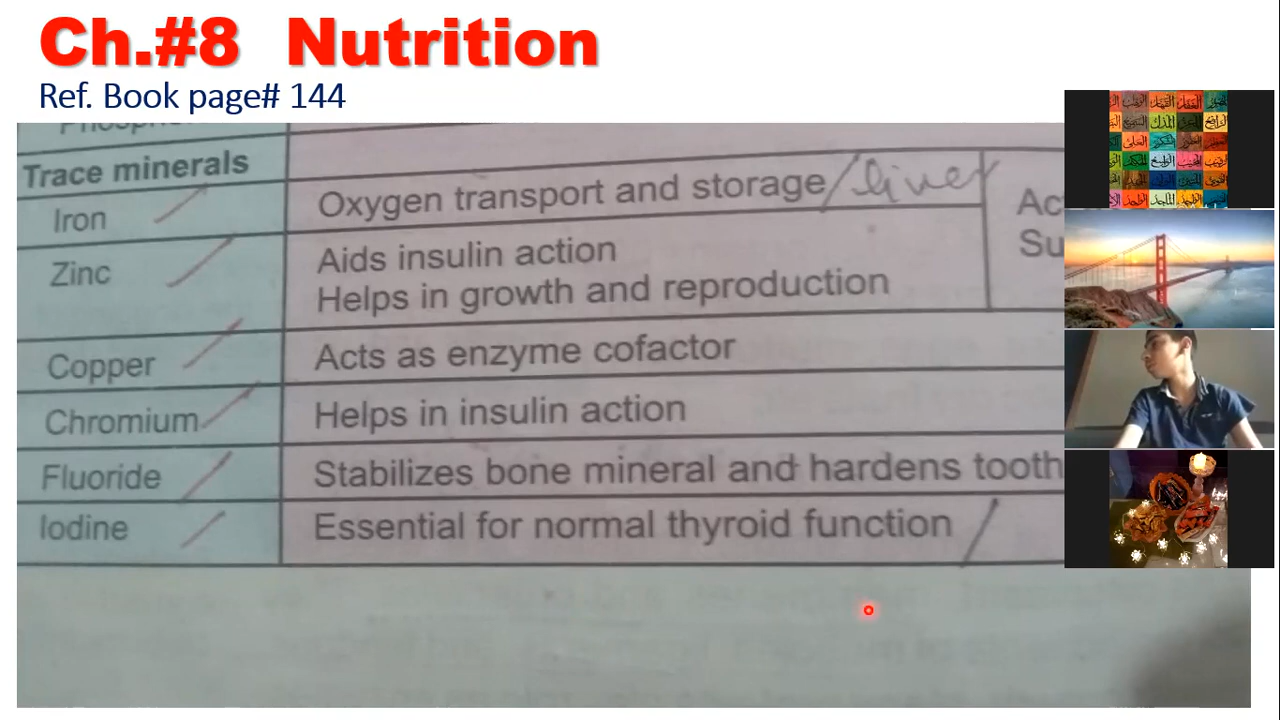 Ch.#8 Nutrition
Ref. Book page# 144
Trace minerals
Iron
Oxygen transport and storage / liver
Zinc
Aids insulin action
Helps in growth and reproduction
Copper
Acts as enzyme cofactor
Chromium
Helps in insulin action
Fluoride
Stabilizes bone mineral and hardens tooth
Iodine
Essential for normal thyroid function /